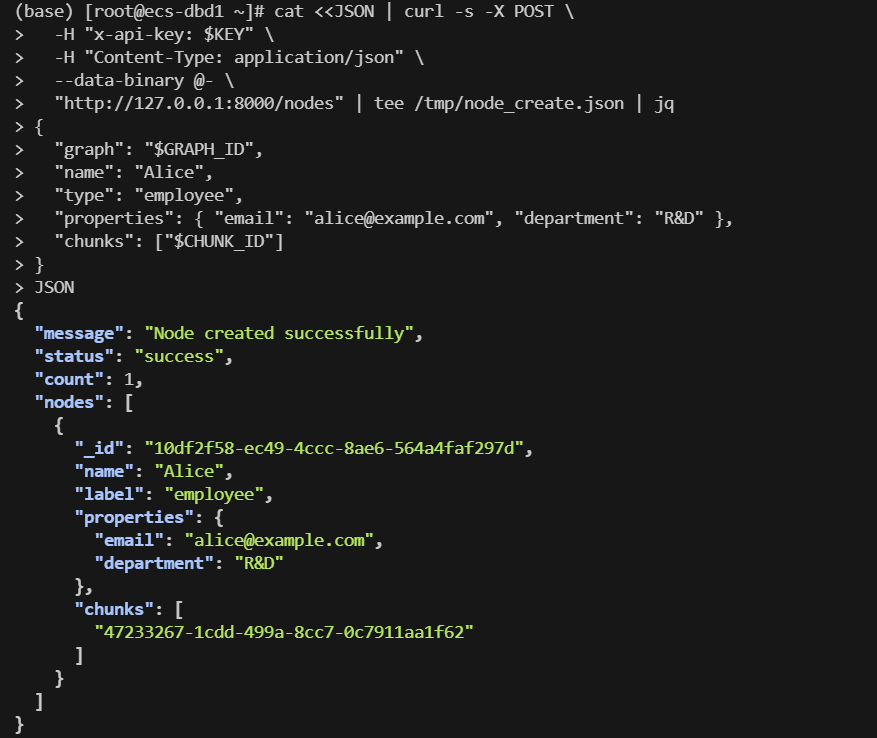 (base) [root@ecs-dbd1 ~]# cat <<JSON | curl -s -X POST \
>   -H "x-api-key: $KEY" \
>   -H "Content-Type: application/json" \
>   --data-binary @- \
>   "http://127.0.0.1:8000/nodes" | tee /tmp/node_create.json | jq
> {
>   "graph": "$GRAPH_ID",
>   "name": "Alice",
>   "type": "employee",
>   "properties": { "email": "alice@example.com", "department": "R&D" },
>   "chunks": ["$CHUNK_ID"]
> }
> JSON
{
  "message": "Node created successfully",
  "status": "success",
  "count": 1,
  "nodes": [
    {
      "_id": "10df2f58-ec49-4ccc-8ae6-564a4faf297d",
      "name": "Alice",
      "label": "employee",
      "properties": {
        "email": "alice@example.com",
        "department": "R&D"
      },
      "chunks": [
        "47233267-1cdd-499a-8cc7-0c7911aa1f62"
      ]
    }
  ]
}